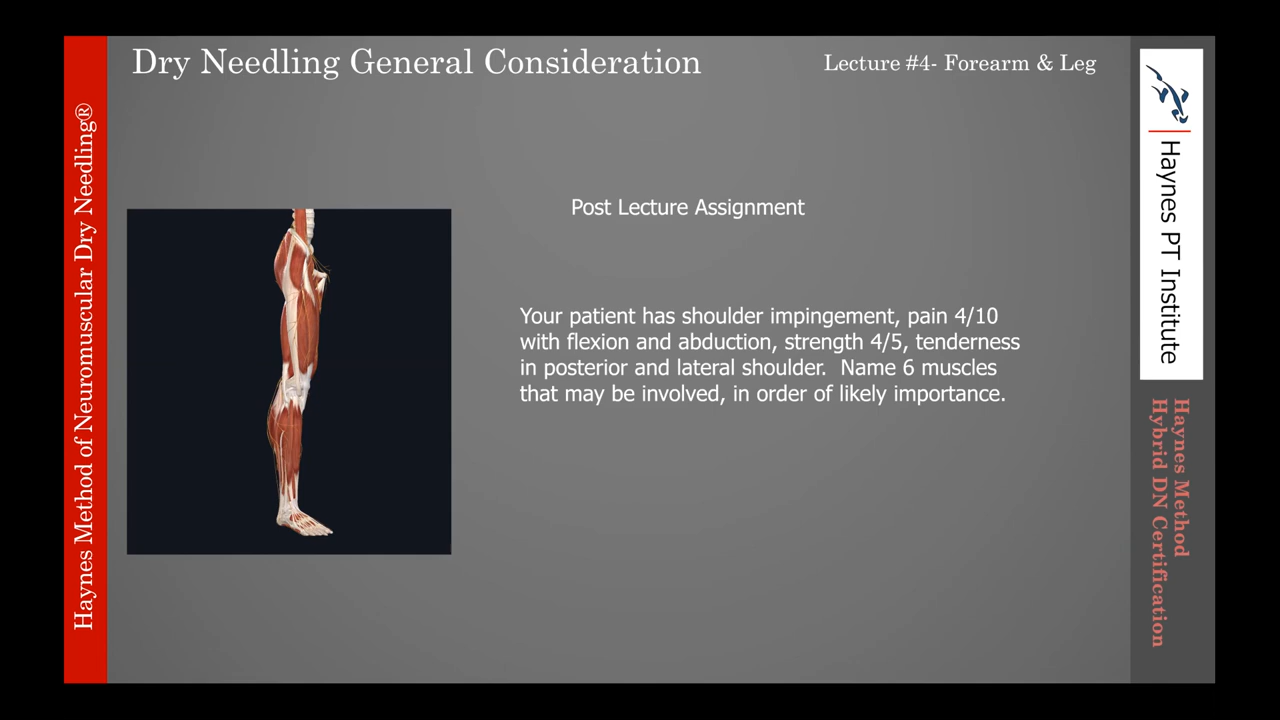 Dry Needling General Consideration
Lecture #4- Forearm & Leg
Haynes Method of Neuromuscular Dry Needling®
Post Lecture Assignment
Your patient has shoulder impingement, pain 4/10
with flexion and abduction, strength 4/5, tenderness
in posterior and lateral shoulder.  Name 6 muscles
that may be involved, in order of likely importance.
Haynes PT Institute
Haynes Method
Hybrid DN Certification